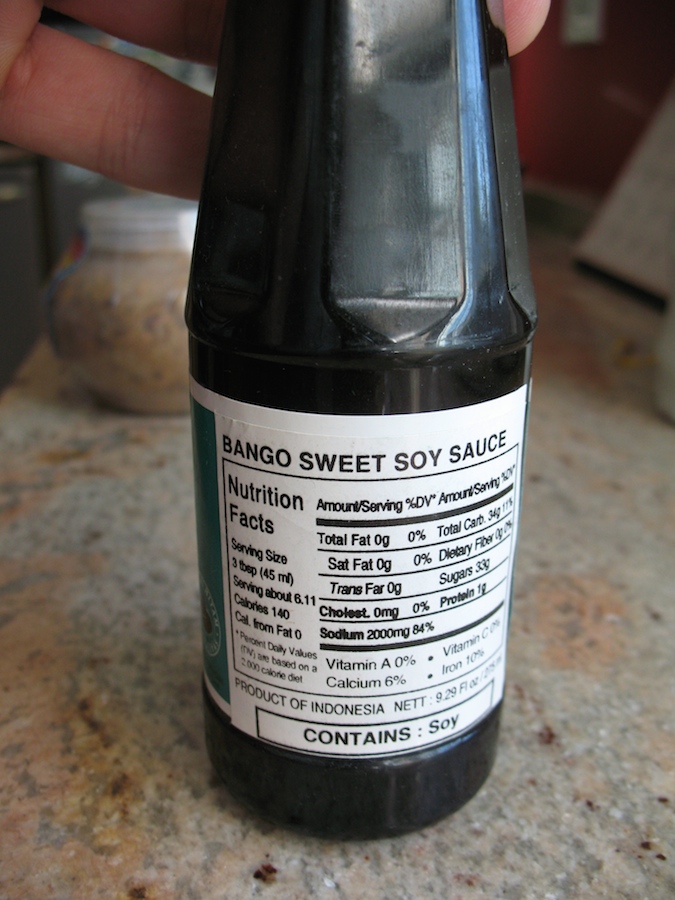 BANGO SWEET SOY SAUCE
Nutrition
Facts
Serving Size
3 tbsp (45 ml)
Serving about 6.11
Calories 140
Cal. from Fat 0
*Percent Daily Values
(DV) are based on a
2,000 calorie diet
Amount/Serving %DV* Amount/Serving %DV*
Total Fat 0g 0% Total Carb. 34g 11%
Sat Fat 0g 0% Dietary Fiber 0g 0%
Trans Far 0g Sugars 33g
Cholest. 0mg 0% Protein 1g
Sodium 2000mg 84%
Vitamin A 0% • Vitamin C 0%
Calcium 6% • Iron 10%
PRODUCT OF INDONESIA NETT : 9.29 Fl oz /
CONTAINS : Soy